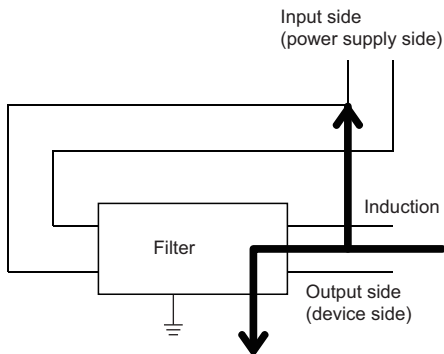 Input side
(power supply side)
Induction
Filter
Output side
(device side)